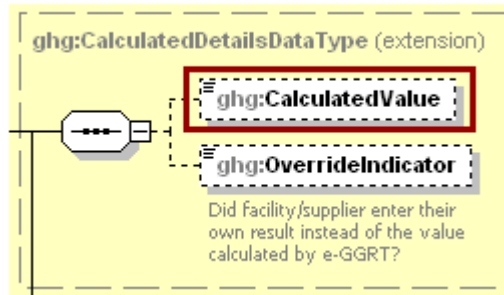 ghg:CalculatedDetailsDataType (extension)
ghg:CalculatedValue
ghg:OverrideIndicator
Did facility/supplier enter their
own result instead of the value
calculated by e-GGRT?